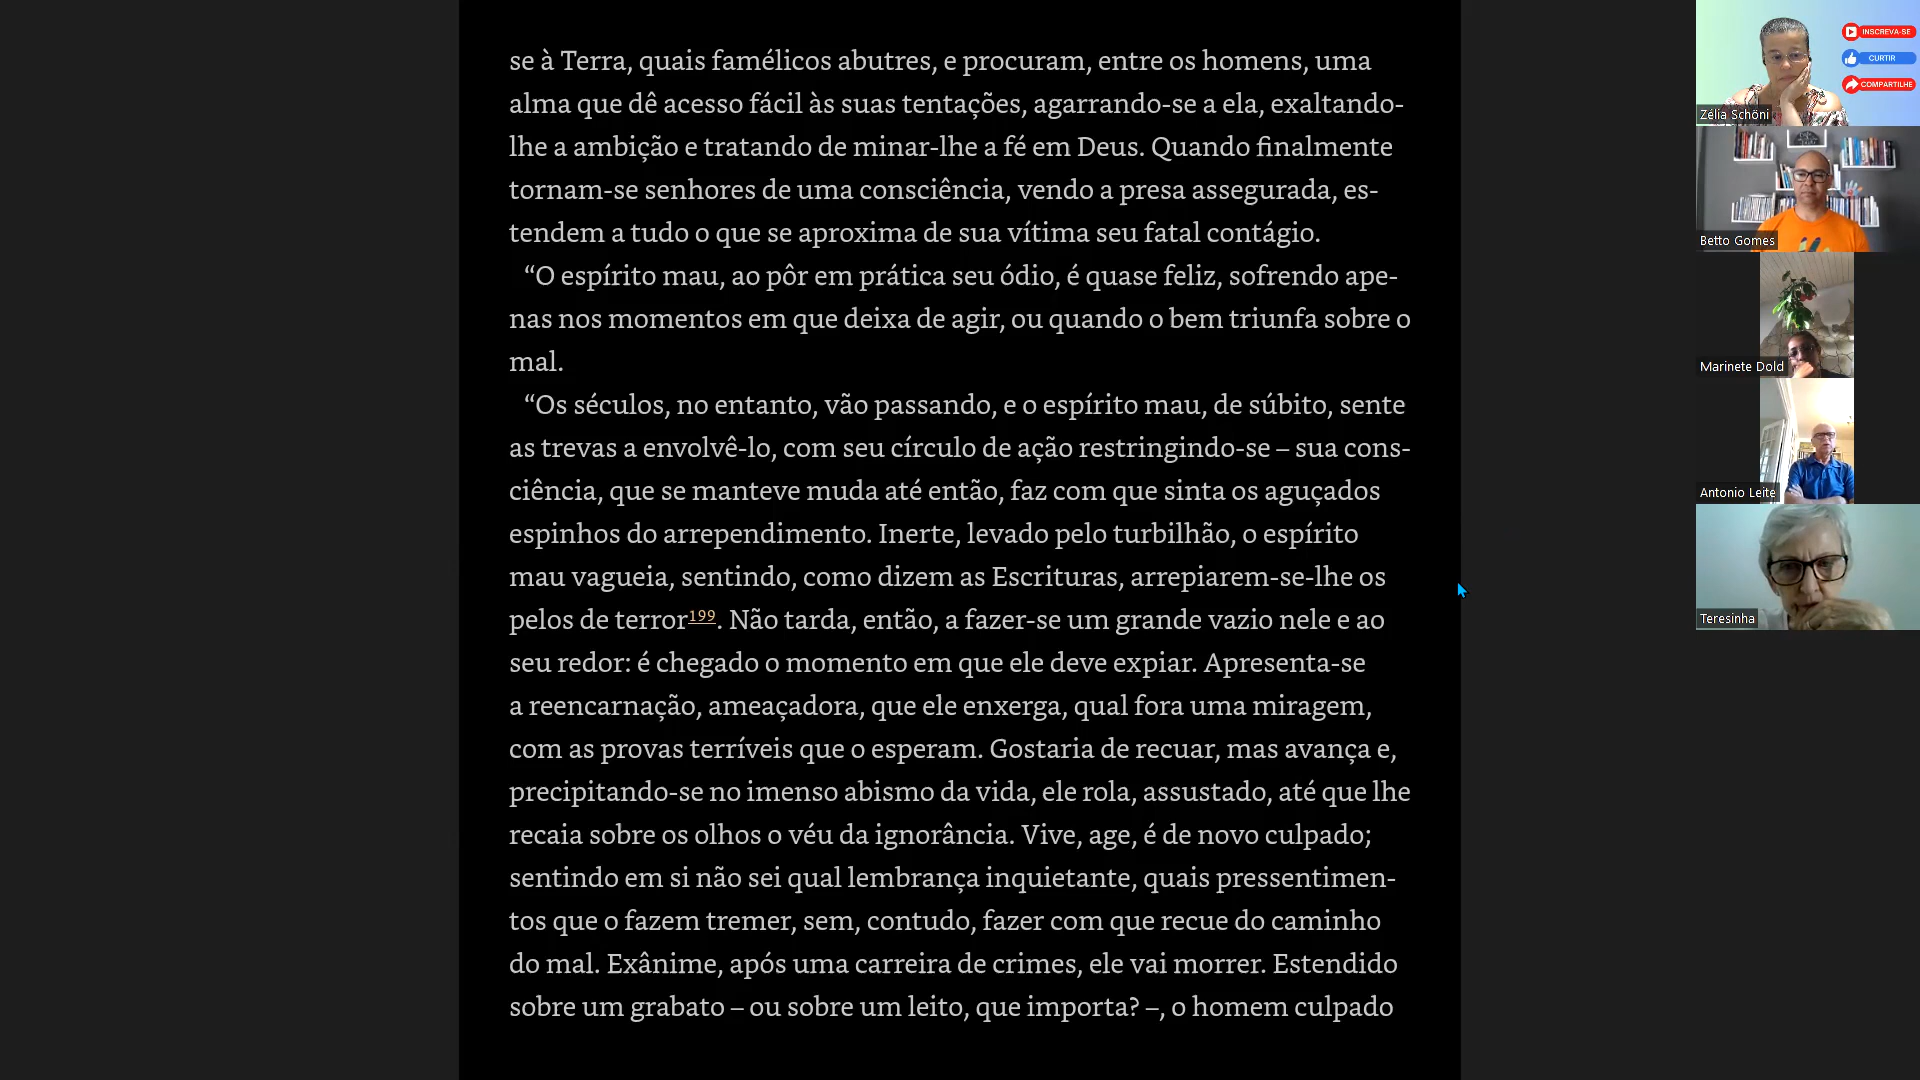 se à Terra, quais famélicos abutres, e procuram, entre os homens, uma
alma que dê acesso fácil às suas tentações, agarrando-se a ela, exaltando-
lhe a ambição e tratando de minar-lhe a fé em Deus. Quando finalmente
tornam-se senhores de uma consciência, vendo a presa assegurada, es-
tendem a tudo o que se aproxima de sua vítima seu fatal contágio.
“O espírito mau, ao pôr em prática seu ódio, é quase feliz, sofrendo ape-
nas nos momentos em que deixa de agir, ou quando o bem triunfa sobre o
mal.
“Os séculos, no entanto, vão passando, e o espírito mau, de súbito, sente
as trevas a envolvê-lo, com seu círculo de ação restringindo-se – sua cons-
ciência, que se manteve muda até então, faz com que sinta os aguçados
espinhos do arrependimento. Inerte, levado pelo turbilhão, o espírito
mau vagueia, sentindo, como dizem as Escrituras, arrepiarem-se-lhe os
pelos de terror199. Não tarda, então, a fazer-se um grande vazio nele e ao
seu redor: é chegado o momento em que ele deve expiar. Apresenta-se
a reencarnação, ameaçadora, que ele enxerga, qual fora uma miragem,
com as provas terríveis que o esperam. Gostaria de recuar, mas avança e,
precipitando-se no imenso abismo da vida, ele rola, assustado, até que lhe
recaia sobre os olhos o véu da ignorância. Vive, age, é de novo culpado;
sentindo em si não sei qual lembrança inquietante, quais pressentimen-
tos que o fazem tremer, sem, contudo, fazer com que recue do caminho
do mal. Exânime, após uma carreira de crimes, ele vai morrer. Estendido
sobre um grabato – ou sobre um leito, que importa? –, o homem culpado
INSCREVA-SE
CURTIR
COMPARTILHE
Zélia Schöni
Betto Gomes
Marinete Dold
Antonio Leite
Teresinha